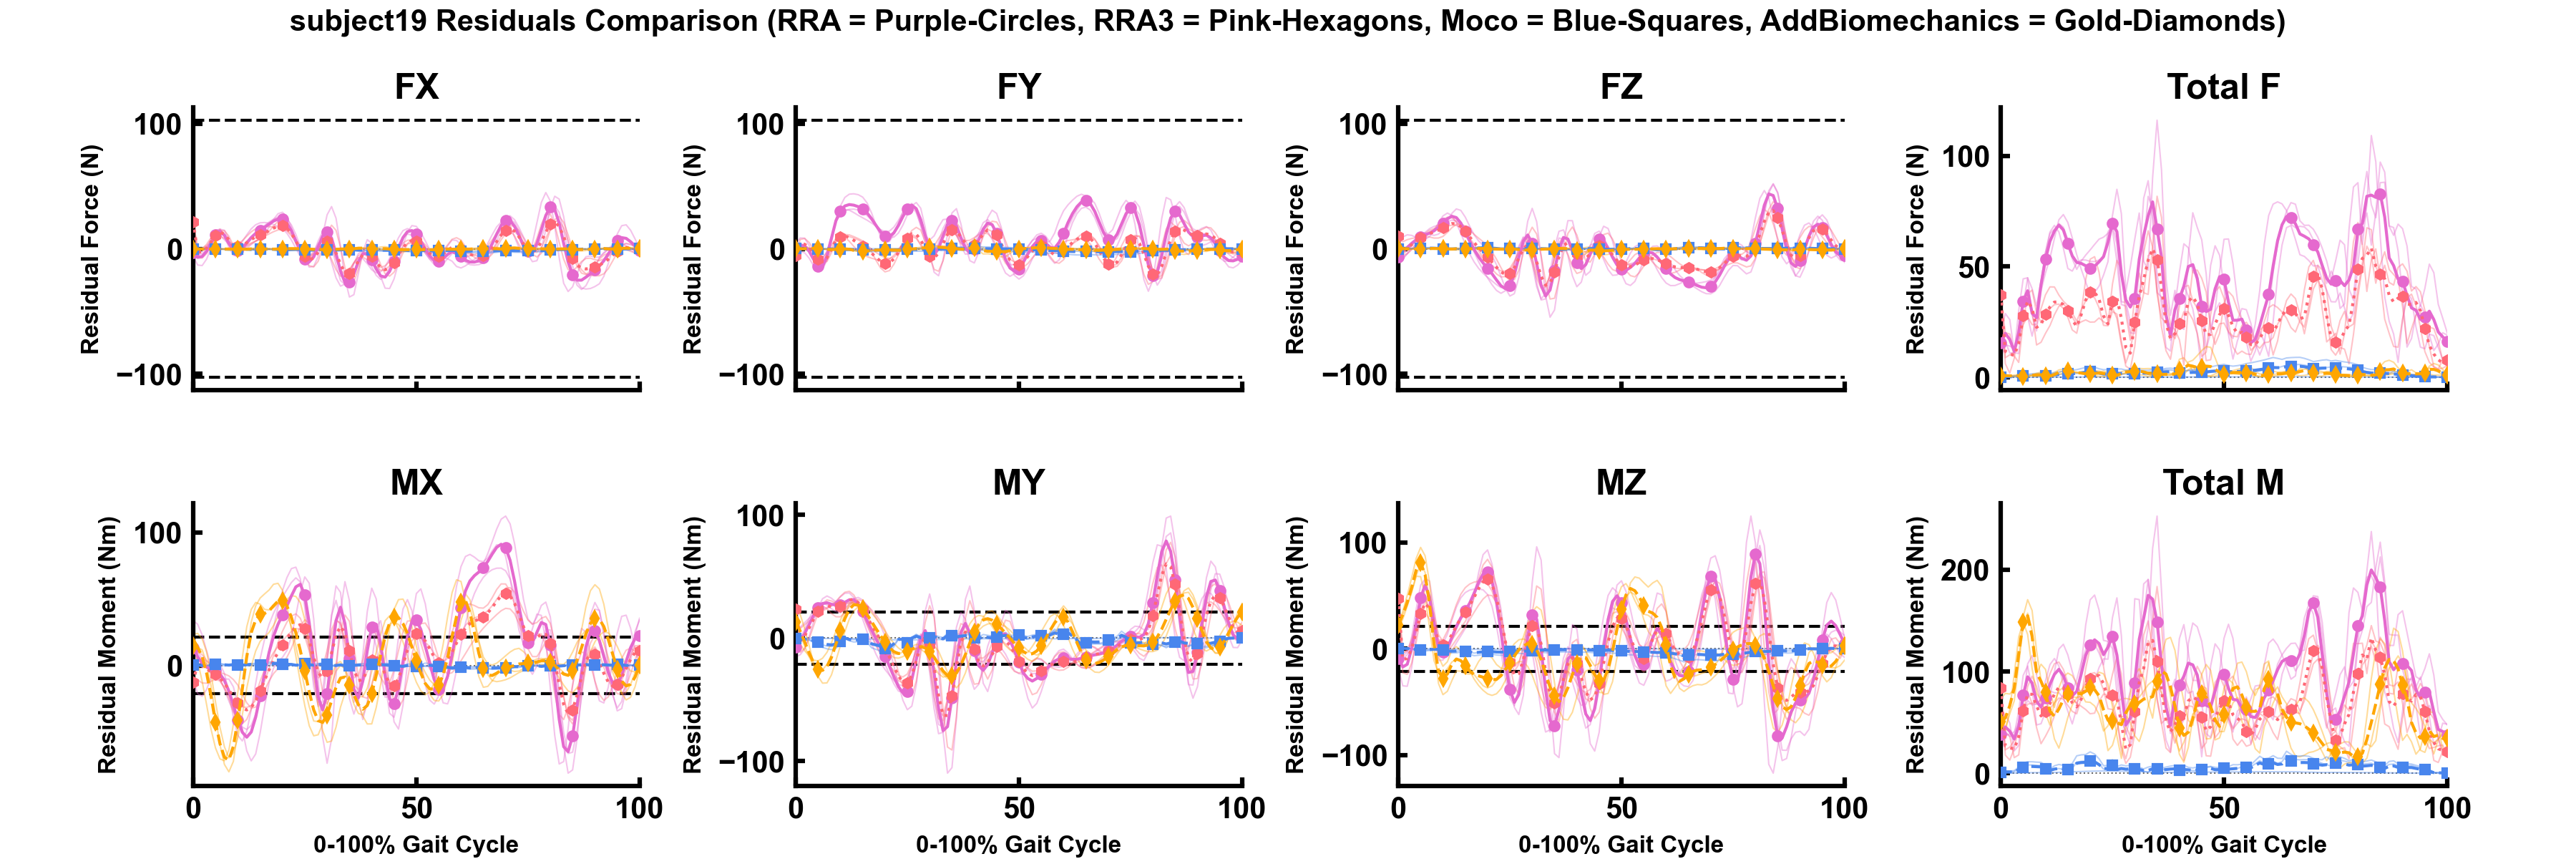 subject19 Residuals Comparison (RRA = Purple-Circles, RRA3 = Pink-Hexagons, Moco = Blue-Squares, AddBiomechanics = Gold-Diamonds)
FX
FY
FZ
Total F
Residual Force (N)
100
0
−100
Residual Force (N)
100
0
−100
Residual Force (N)
100
0
−100
Residual Force (N)
100
50
0
MX
MY
MZ
Total M
Residual Moment (Nm)
100
0
0
50
100
0-100% Gait Cycle
Residual Moment (Nm)
100
0
−100
0
50
100
0-100% Gait Cycle
Residual Moment (Nm)
100
0
−100
0
50
100
0-100% Gait Cycle
Residual Moment (Nm)
200
100
0
0
50
100
0-100% Gait Cycle